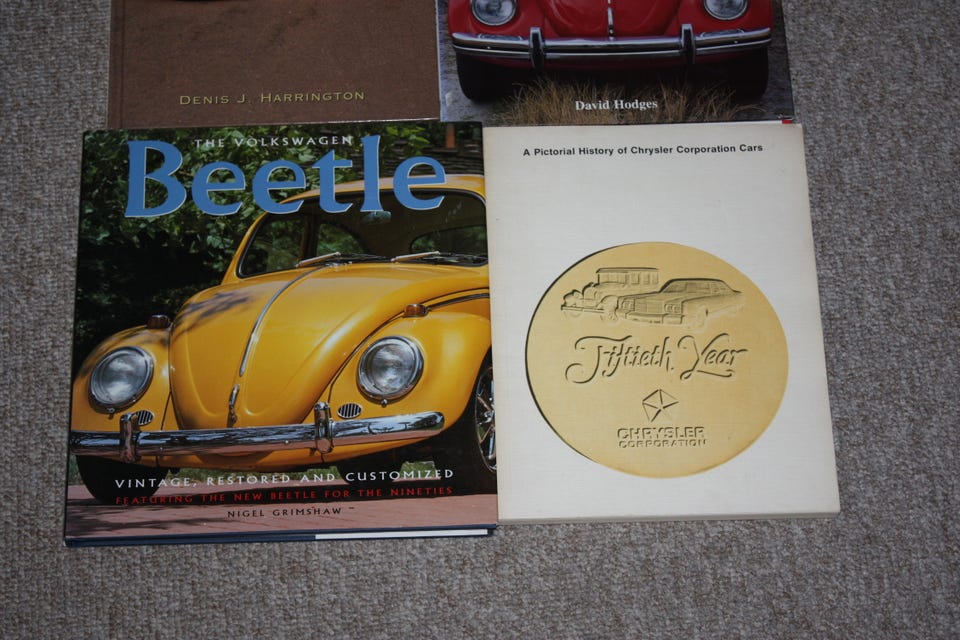 DENIS J. HARRINGTON
David Hodges
THE VOLKSWAGEN
Beetle
VINTAGE, RESTORED AND CUSTOMIZED
FEATURING THE NEW BEETLE FOR THE NINETIES
NIGEL GRIMSHAW
A Pictorial History of Chrysler Corporation Cars
Fiftieth Year
CHRYSLER
CORPORATION